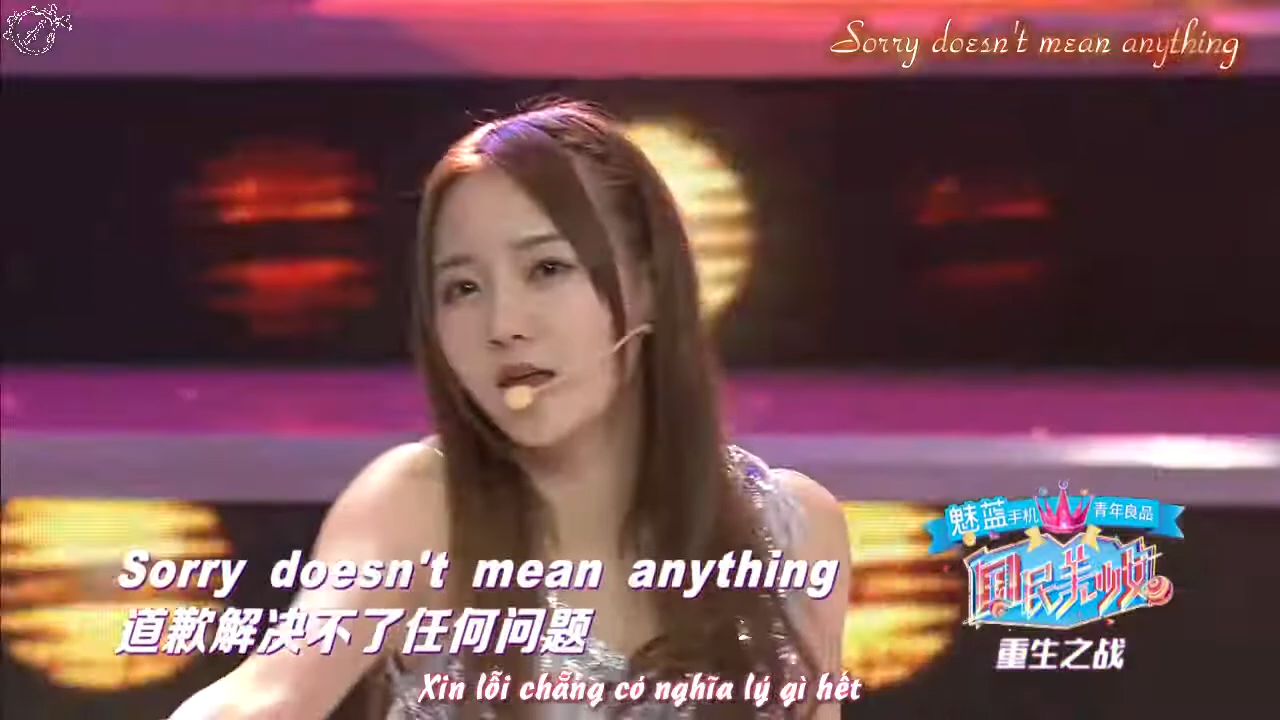 Sorry doesn't mean anything
魅蓝手机 青年良品
国民美少女
重生之战
Sorry doesn't mean anything
道歉解决不了任何问题
Xin lỗi chẳng có nghĩa lý gì hết